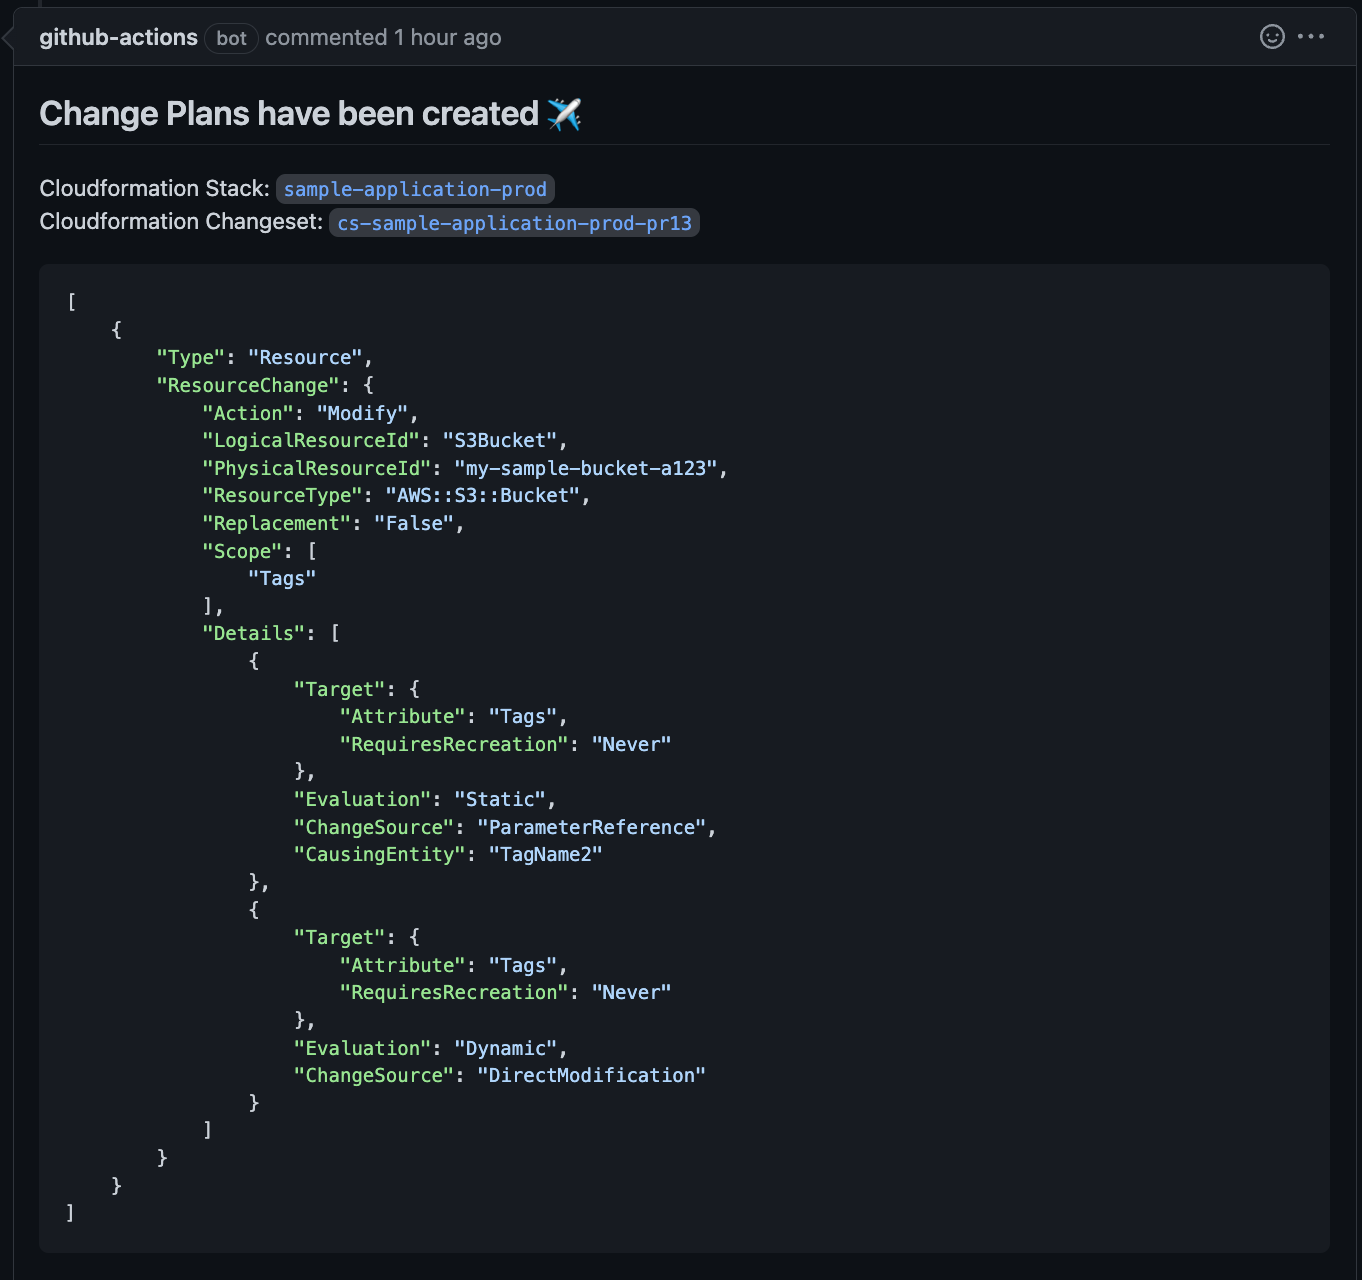 github-actions bot commented 1 hour ago
Change Plans have been created ✈️
Cloudformation Stack: sample-application-prod
Cloudformation Changeset: cs-sample-application-prod-pr13
[
    {
        "Type": "Resource",
        "ResourceChange": {
            "Action": "Modify",
            "LogicalResourceId": "S3Bucket",
            "PhysicalResourceId": "my-sample-bucket-a123",
            "ResourceType": "AWS::S3::Bucket",
            "Replacement": "False",
            "Scope": [
                "Tags"
            ],
            "Details": [
                {
                    "Target": {
                        "Attribute": "Tags",
                        "RequiresRecreation": "Never"
                    },
                    "Evaluation": "Static",
                    "ChangeSource": "ParameterReference",
                    "CausingEntity": "TagName2"
                },
                {
                    "Target": {
                        "Attribute": "Tags",
                        "RequiresRecreation": "Never"
                    },
                    "Evaluation": "Dynamic",
                    "ChangeSource": "DirectModification"
                }
            ]
        }
    }
]